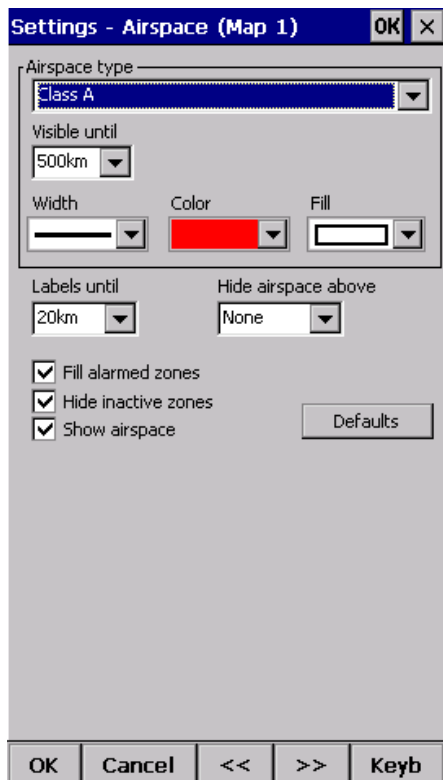 Settings - Airspace (Map 1) OK ×
Airspace type
Class A
Visible until
500km
Width Color Fill
Labels until Hide airspace above
20km None
Fill alarmed zones
Hide inactive zones
Show airspace
Defaults
OK Cancel << >> Keyb